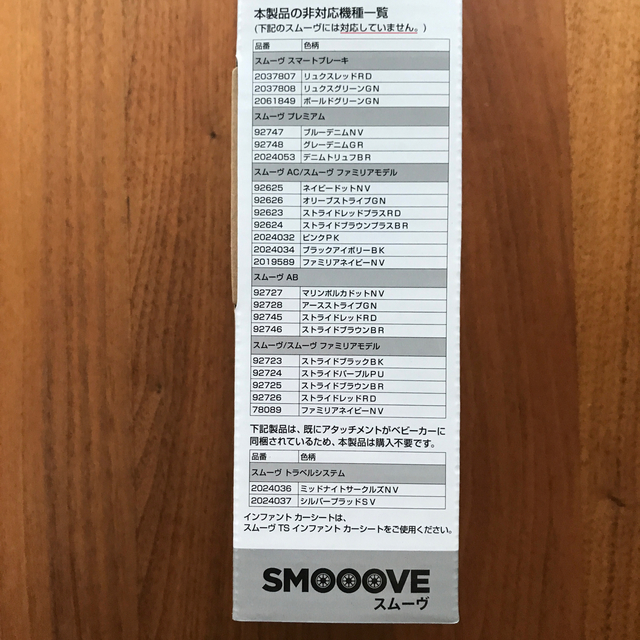 本製品の非対応機種一覧
(下記のスムーヴには対応していません。)
品番 色柄
スムーヴ スマートブレーキ
2037807 リュクスレッドRD
2037808 リュクスグリーンGN
2061849 ボールドグリーンGN
スムーヴ プレミアム
92747 ブルーデニムNV
92748 グレーデニムGR
2024053 デニムトリュフBR
スムーヴ AC/スムーヴ ファミリアモデル
92625 ネイビードットNV
92626 オリーブストライプGN
92623 ストライドレッドプラスRD
92624 ストライドブラウンプラスBR
2024032 ピンクPK
2024034 ブラックアイボリーBK
2019589 ファミリアネイビーNV
スムーヴ AB
92727 マリンポルカドットNV
92728 アースストライプGN
92745 ストライドレッドRD
92746 ストライドブラウンBR
スムーヴ/スムーヴ ファミリアモデル
92723 ストライドブラックBK
92724 ストライドパープルPU
92725 ストライドブラウンBR
92726 ストライドレッドRD
78089 ファミリアネイビーNV
下記製品は、既にアタッチメントがベビーカーに
同梱されているため、本製品は購入不要です。
品番 色柄
スムーヴ トラベルシステム
2024036 ミッドナイトサークルズNV
2024037 シルバープラッドSV
インファント カーシートは、
スムーヴ TS インファント カーシートをご使用ください。
SMOOOVE
スムーヴ